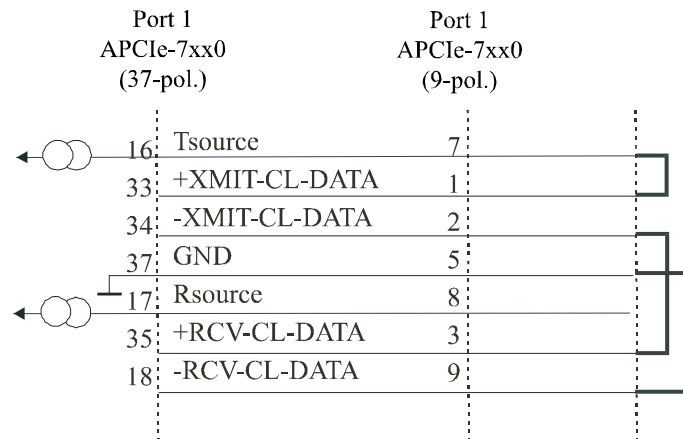 Port 1 Port 1
APCIe-7xx0 APCIe-7xx0
(37-pol.) (9-pol.)
16 Tsource 7
33 +XMIT-CL-DATA 1
34 -XMIT-CL-DATA 2
37 GND 5
17 Rsource 8
35 +RCV-CL-DATA 3
18 -RCV-CL-DATA 9